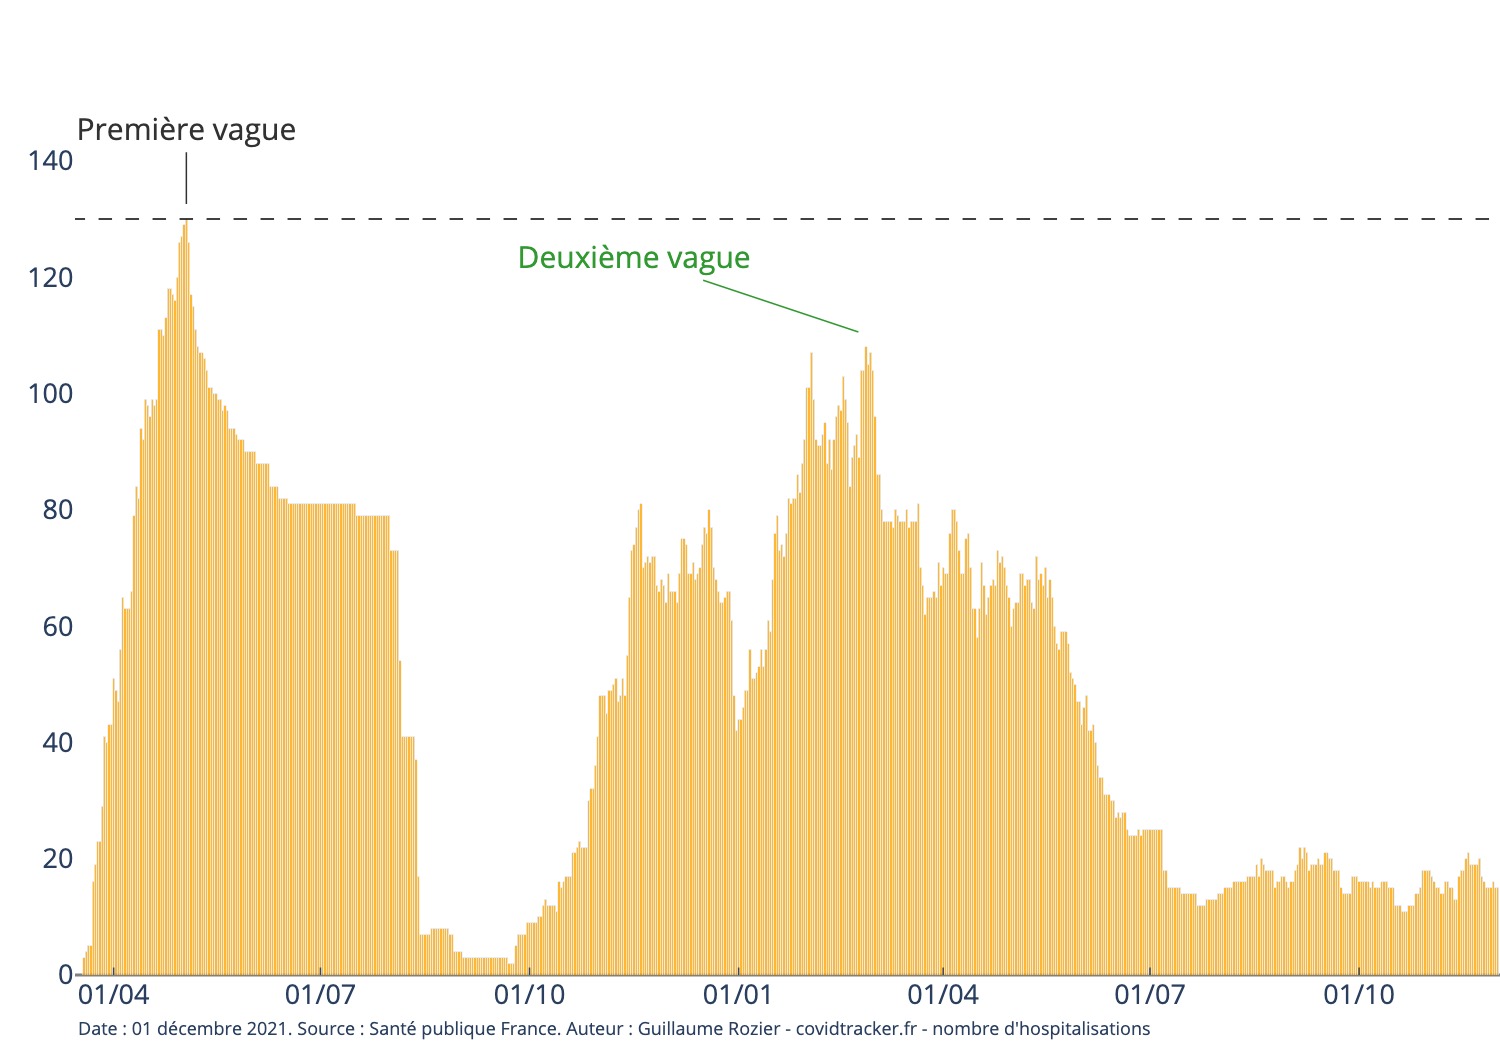 Première vague
140
Deuxième vague
120
100
80
60
40
20
0
01/04 01/07 01/10 01/01 01/04 01/07 01/10
Date : 01 décembre 2021. Source : Santé publique France. Auteur : Guillaume Rozier - covidtracker.fr - nombre d'hospitalisations